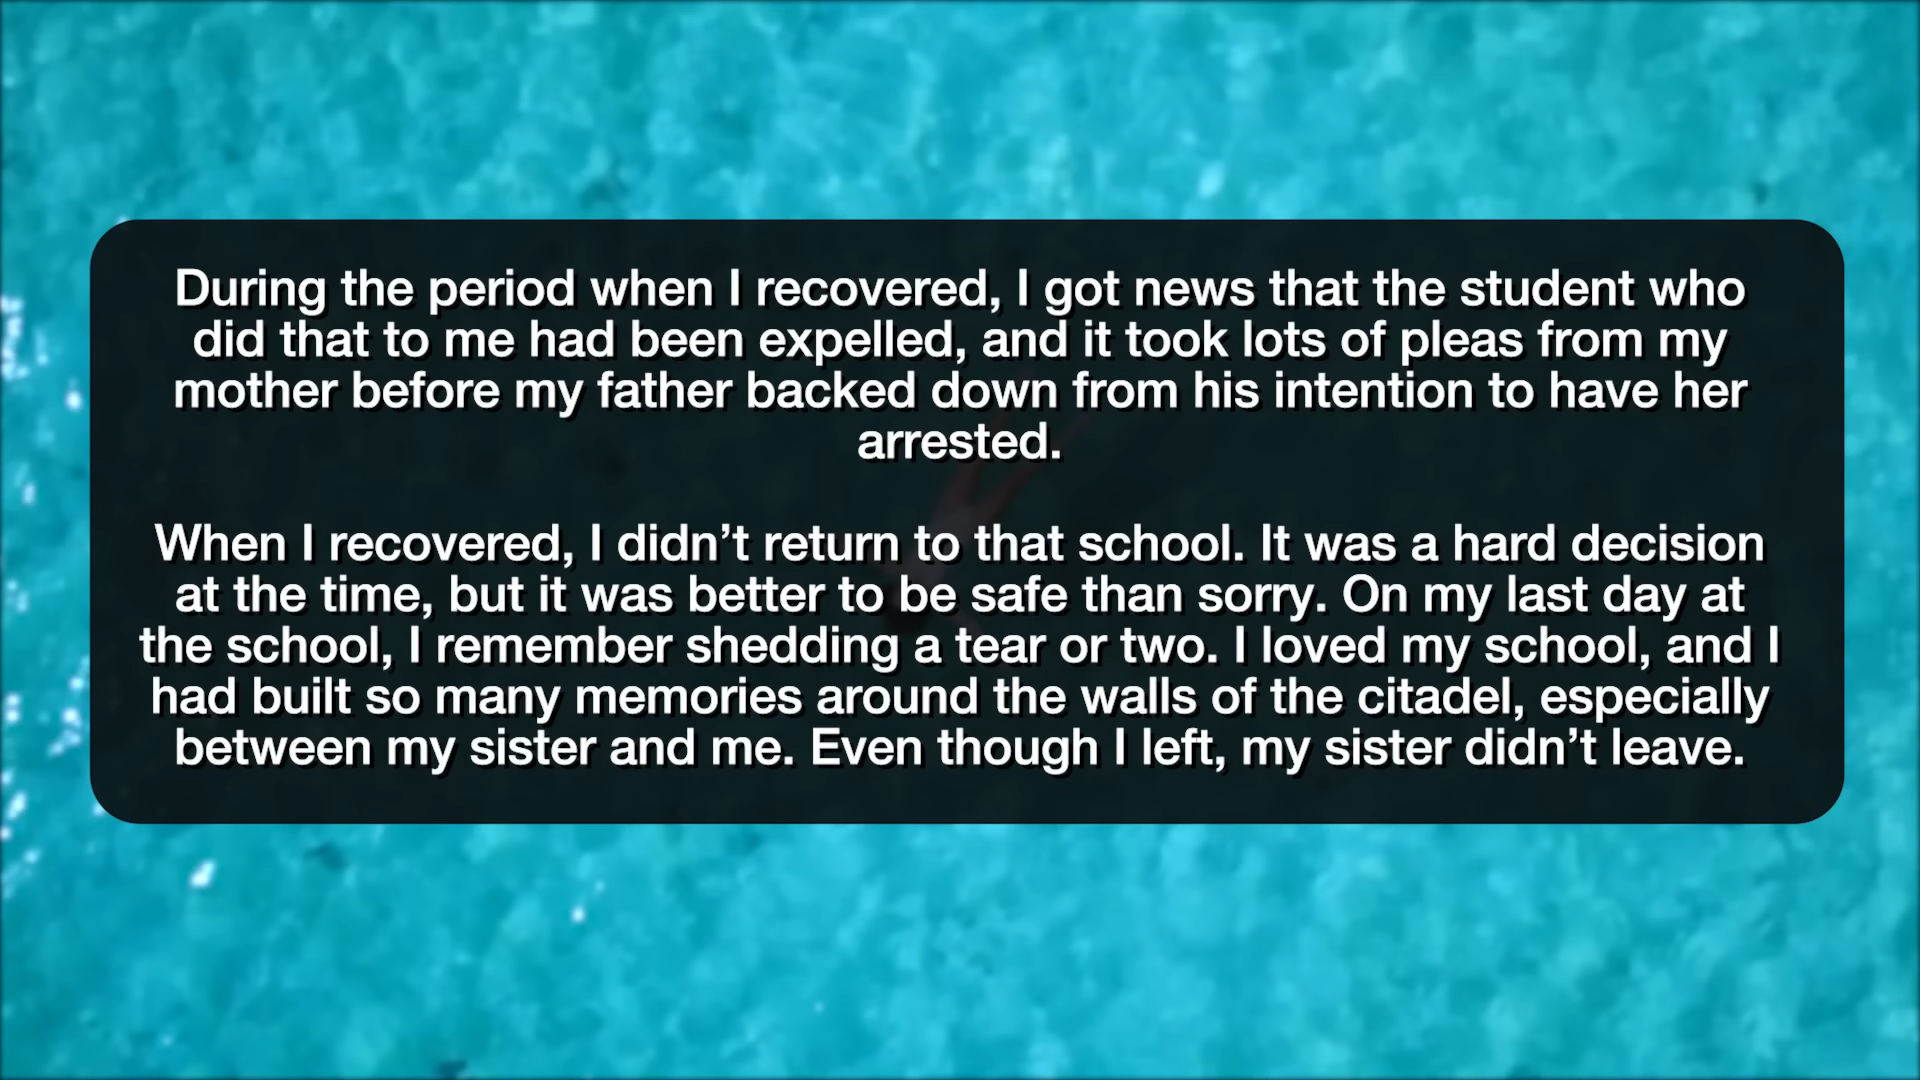 During the period when I recovered, I got news that the student who
did that to me had been expelled, and it took lots of pleas from my
mother before my father backed down from his intention to have her
arrested.
When I recovered, I didn’t return to that school. It was a hard decision
at the time, but it was better to be safe than sorry. On my last day at
the school, I remember shedding a tear or two. I loved my school, and I
had built so many memories around the walls of the citadel, especially
between my sister and me. Even though I left, my sister didn’t leave.